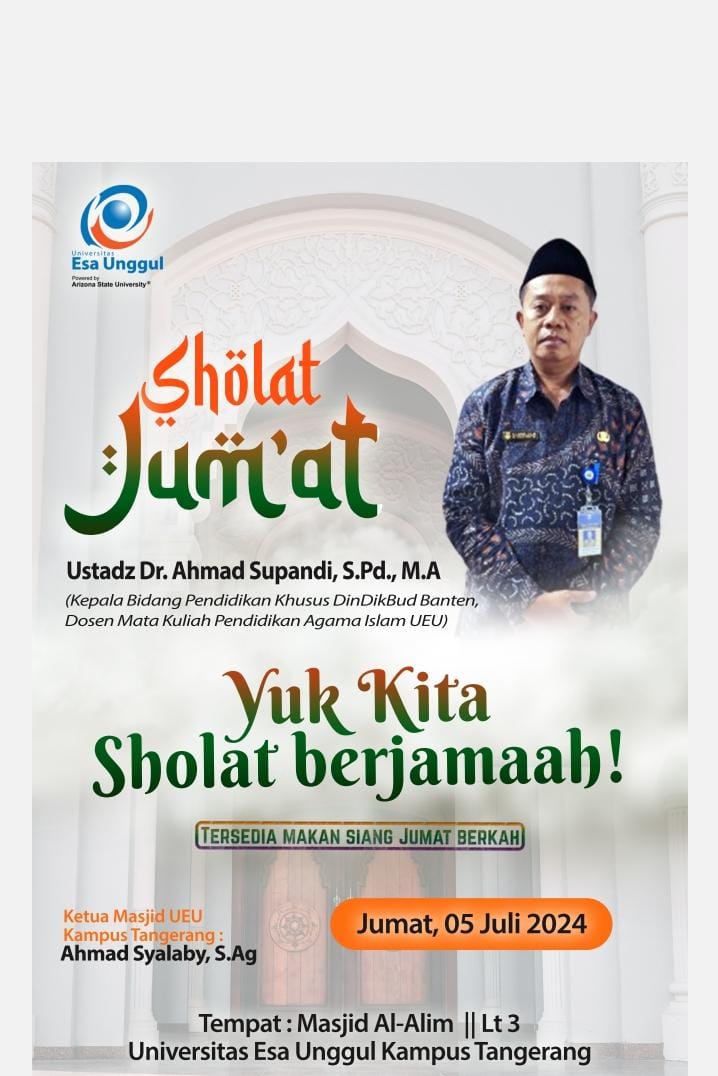 Universitas
Esa Unggul
Powered by
Arizona State University®
Sholat
Jum'at
Ustadz Dr. Ahmad Supandi, S.Pd., M.A
(Kepala Bidang Pendidikan Khusus DinDikBud Banten,
Dosen Mata Kuliah Pendidikan Agama Islam UEU)
Yuk Kita
Sholat berjamaah!
Tersedia makan siang Jumat berkah
Ketua Masjid UEU
Kampus Tangerang :
Ahmad Syalaby, S.Ag
Jumat, 05 Juli 2024
Tempat : Masjid Al-Alim || Lt 3
Universitas Esa Unggul Kampus Tangerang